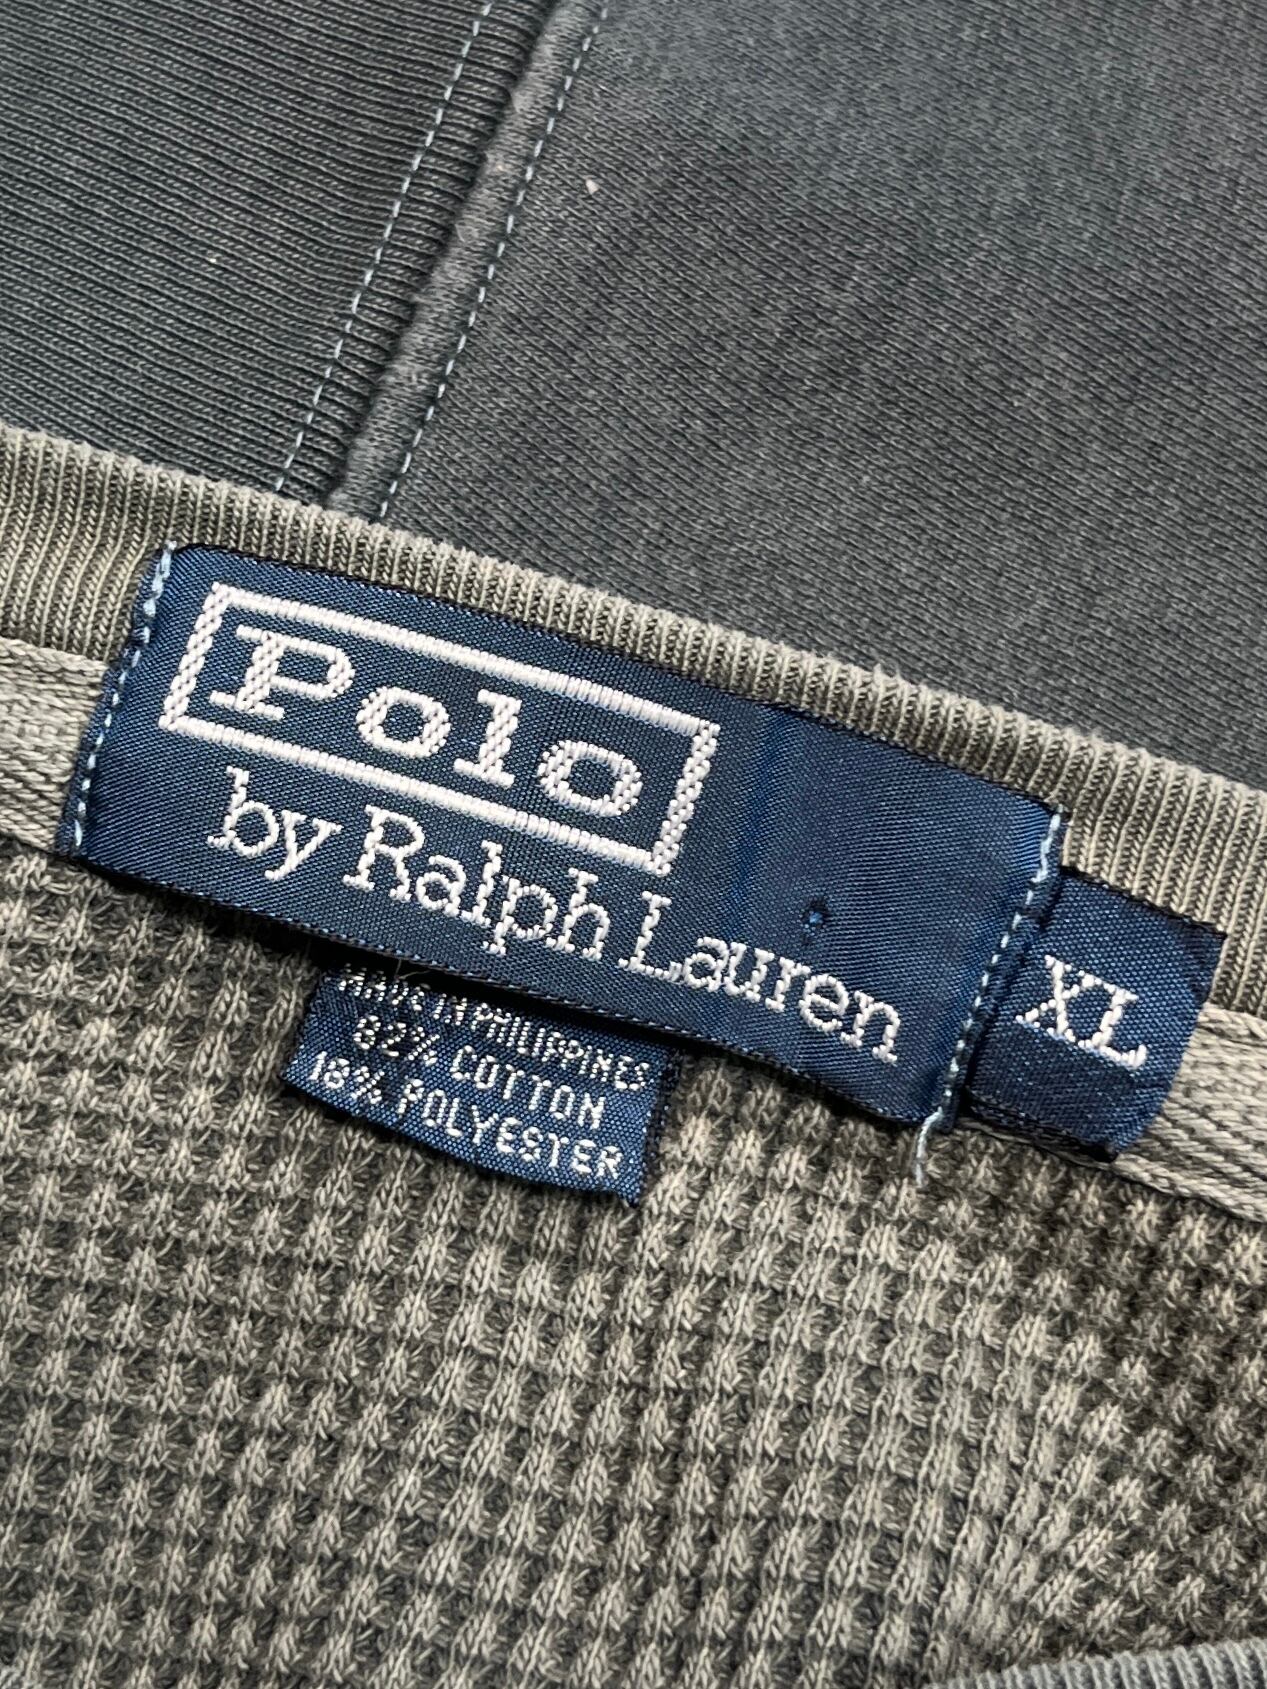 Polo
by Ralph Lauren
XL
MADE IN PHILIPPINES
82% COTTON
18% POLYESTER